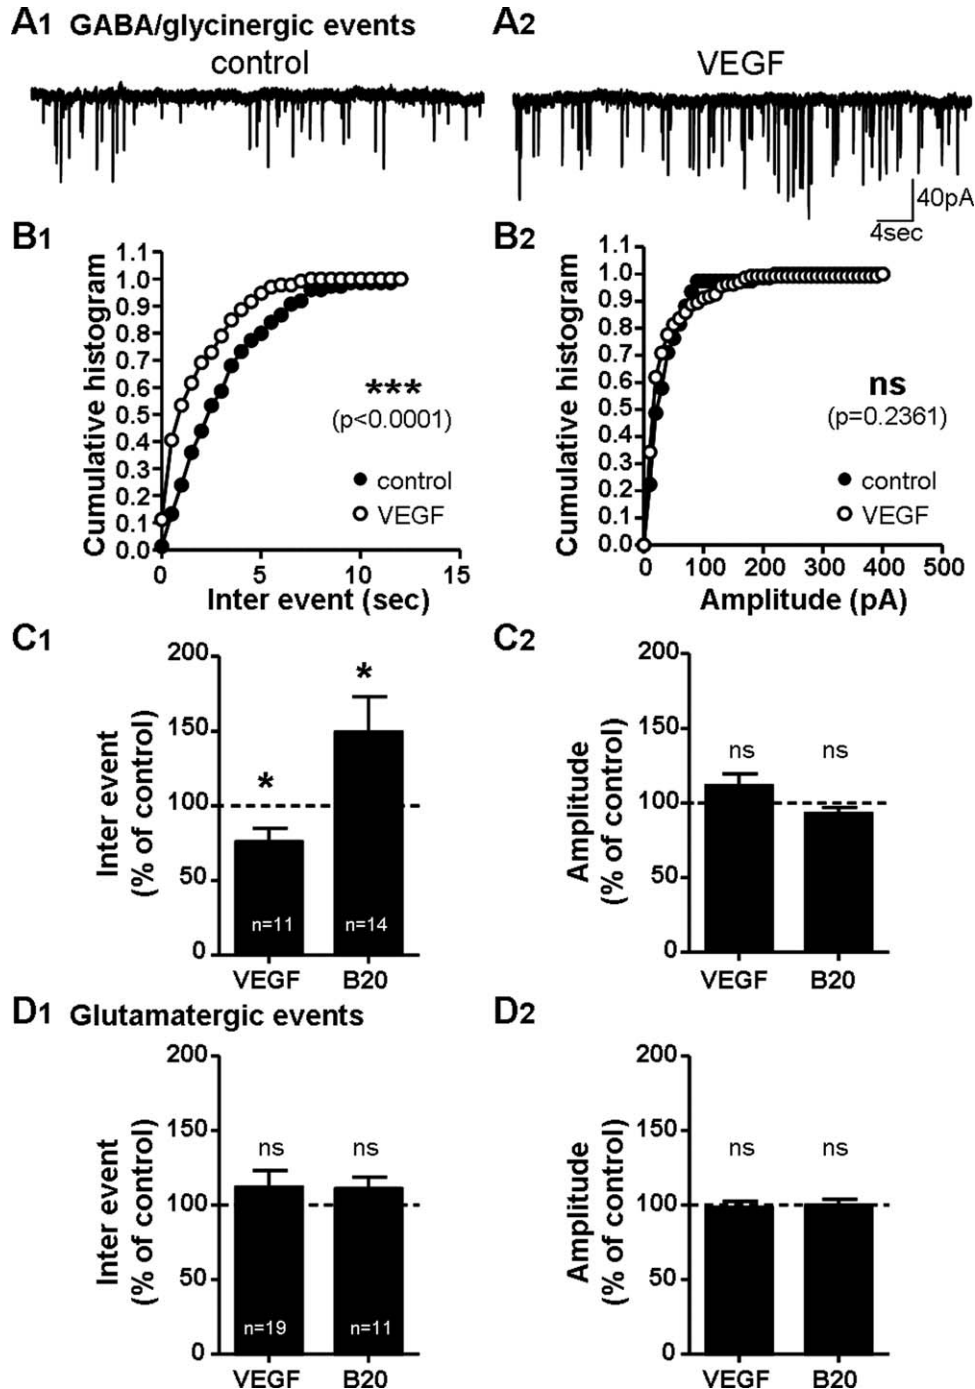 A1 GABA/glycinergic events
control
A2
VEGF
40pA
4sec
B1
Cumulative histogram
1.1
1.0
0.9
0.8
0.7
0.6
0.5
0.4
0.3
0.2
0.1
0.0
***
(p<0.0001)
control
VEGF
0 5 10 15
Inter event (sec)
B2
Cumulative histogram
1.1
1.0
0.9
0.8
0.7
0.6
0.5
0.4
0.3
0.2
0.1
0.0
ns
(p=0.2361)
control
VEGF
0 100 200 300 400 500
Amplitude (pA)
C1
Inter event
(% of control)
200
150
100
50
0
*
*
n=11
n=14
VEGF B20
C2
Amplitude
(% of control)
200
150
100
50
0
ns
ns
VEGF B20
D1 Glutamatergic events
Inter event
(% of control)
200
150
100
50
0
ns
ns
n=19
n=11
VEGF B20
D2
Amplitude
(% of control)
200
150
100
50
0
ns
ns
VEGF B20